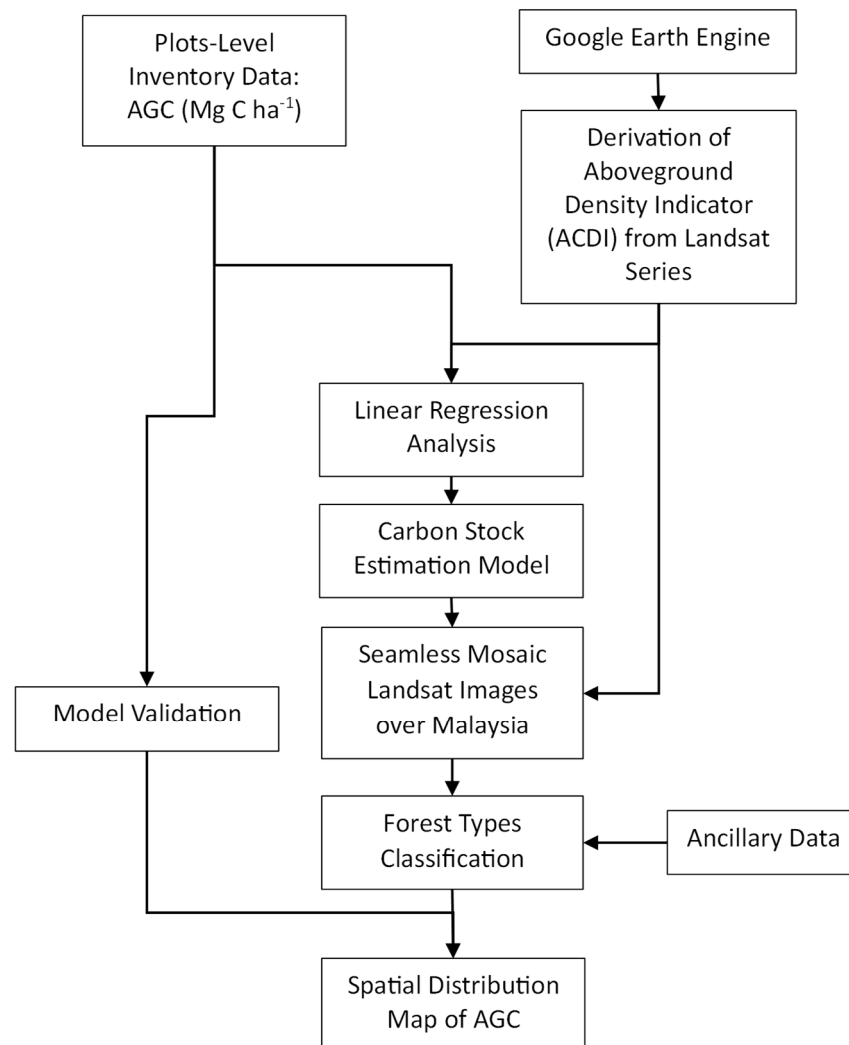 Plots-Level
Inventory Data:
AGC (Mg C ha⁻¹)
Google Earth Engine
Derivation of
Aboveground
Density Indicator
(ACDI) from Landsat
Series
Linear Regression
Analysis
Carbon Stock
Estimation Model
Seamless Mosaic
Landsat Images
over Malaysia
Model Validation
Forest Types
Classification
Ancillary Data
Spatial Distribution
Map of AGC